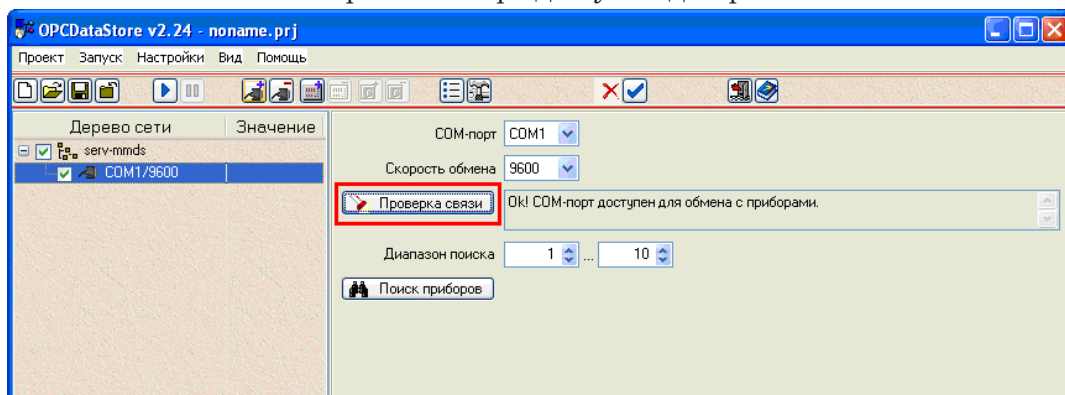 OPCDataStore v2.24 - noname.prj
Проект Запуск Настройки Вид Помощь
Дерево сети Значение
serv-mmds
COM1/9600
COM-порт COM1
Скорость обмена 9600
Проверка связи Ok! COM-порт доступен для обмена с приборами.
Диапазон поиска 1 ... 10
Поиск приборов